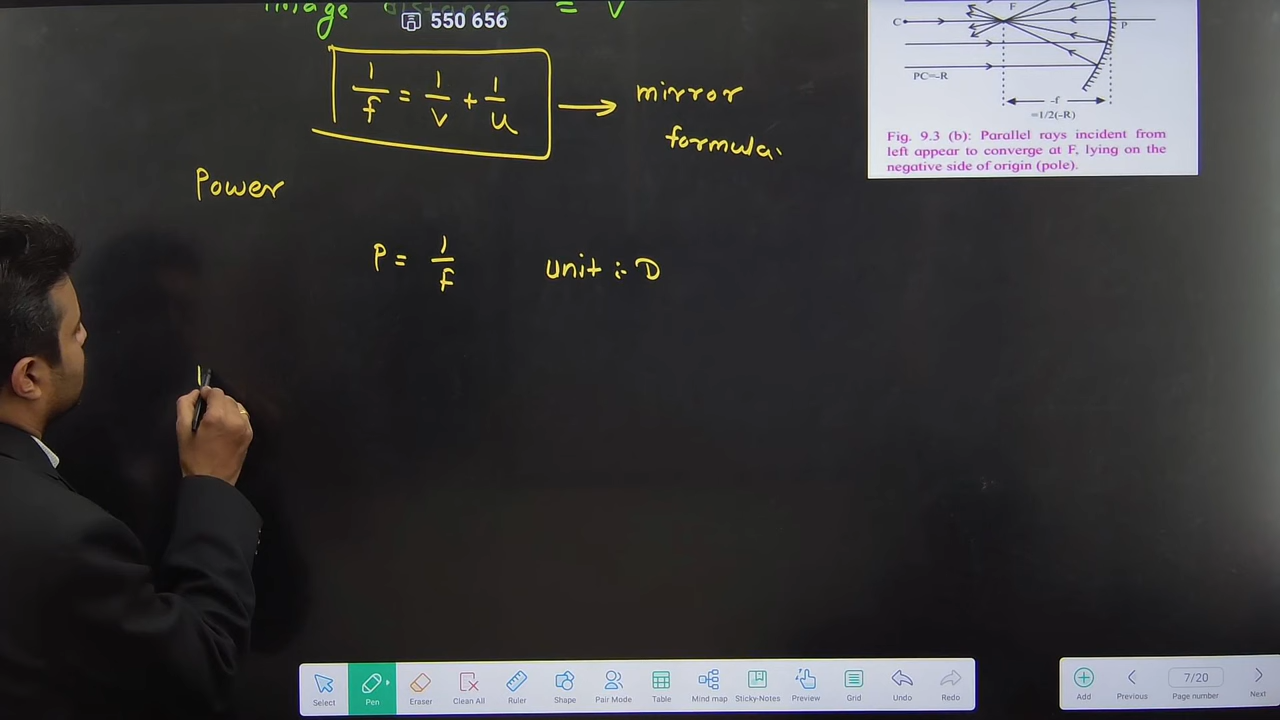 Image distance = v
550 656
1/f = 1/v + 1/u → mirror
formula.
Power
P = 1/f unit :- D
F
C
P
PC=-R
-f
=1/2(-R)
Fig. 9.3 (b): Parallel rays incident from
left appear to converge at F, lying on the
negative side of origin (pole).
Select
Pen
Eraser
Clean All
Ruler
Shape
Pair Mode
Table
Mind map
Sticky-Notes
Preview
Grid
Undo
Redo
Add
Previous
7/20
Page number
Next